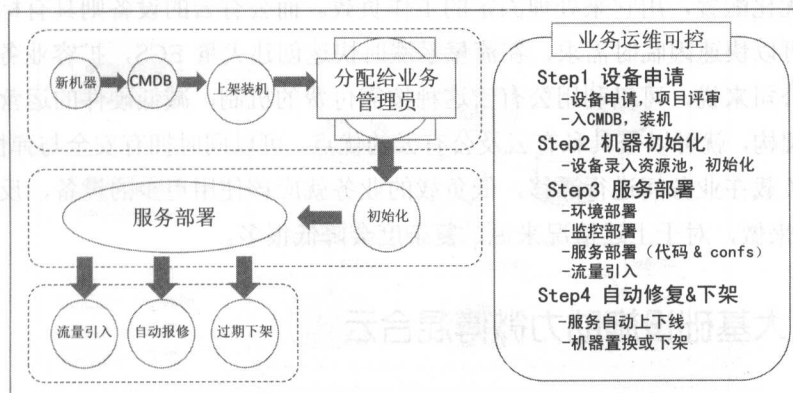 新机器
CMDB
上架装机
分配给业务
管理员
服务部署
初始化
流量引入
自动报修
过期下架
业务运维可控
Step1 设备申请
-设备申请，项目评审
-入CMDB，装机
Step2 机器初始化
-设备录入资源池，初始化
Step3 服务部署
-环境部署
-监控部署
-服务部署（代码 & confs）
-流量引入
Step4 自动修复&下架
-服务自动上下线
-机器置换或下架